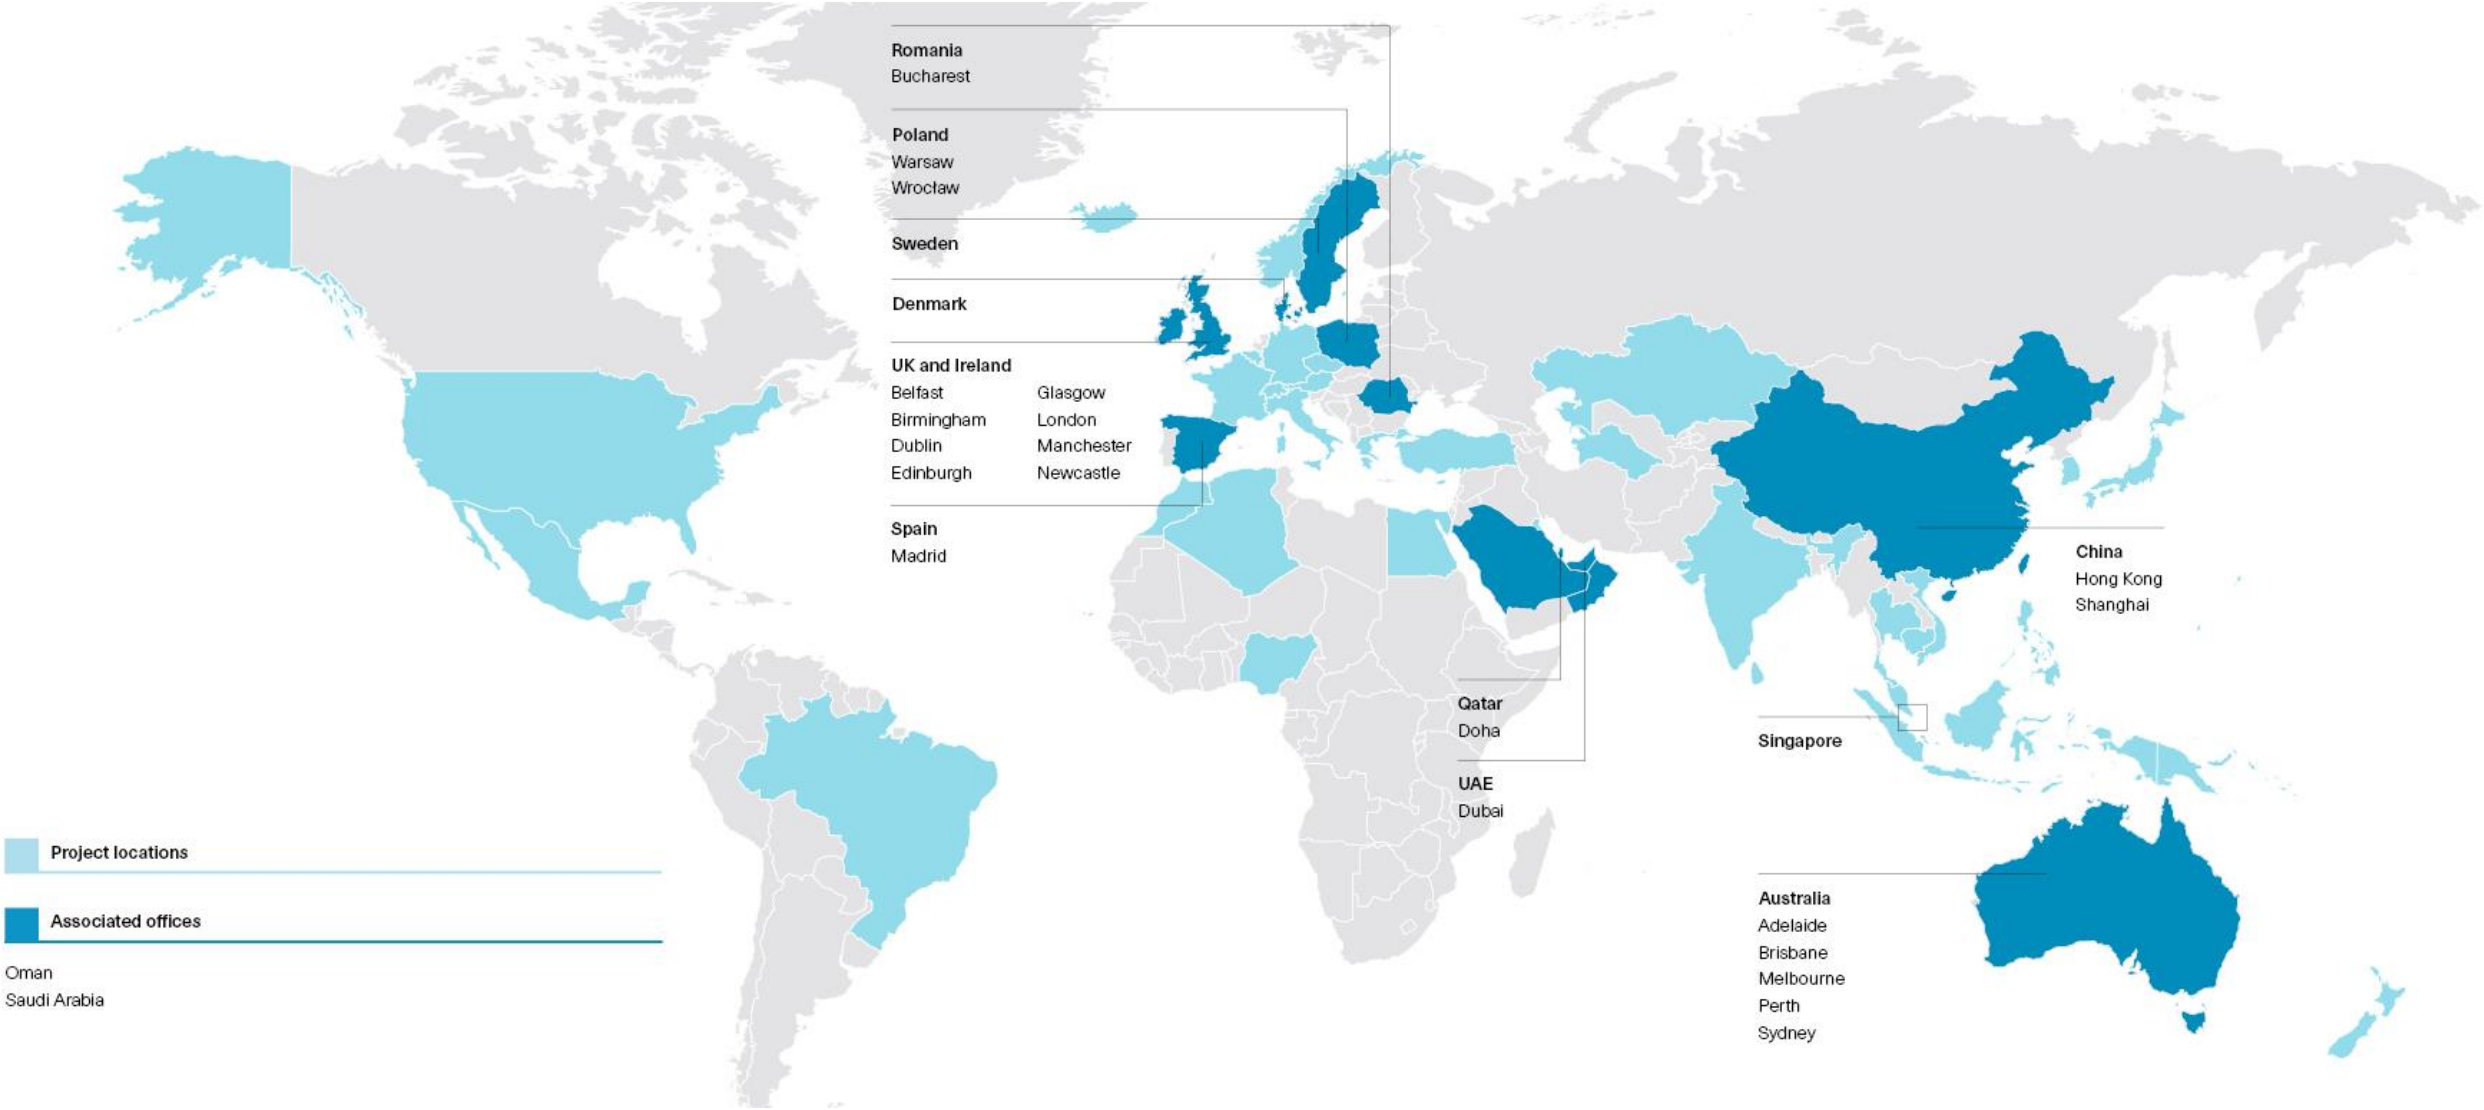 Romania
Bucharest
Poland
Warsaw
Wrocław
Sweden
Denmark
UK and Ireland
Belfast
Birmingham
Dublin
Edinburgh
Glasgow
London
Manchester
Newcastle
Spain
Madrid
Qatar
Doha
UAE
Dubai
China
Hong Kong
Shanghai
Singapore
Australia
Adelaide
Brisbane
Melbourne
Perth
Sydney
Project locations
Associated offices
Oman
Saudi Arabia